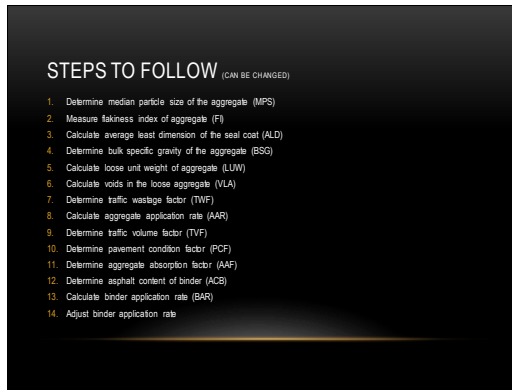 STEPS TO FOLLOW (CAN BE CHANGED)
1. Determine median particle size of the aggregate (MPS)
2. Measure flakiness index of aggregate (FI)
3. Calculate average least dimension of the seal coat (ALD)
4. Determine bulk specific gravity of the aggregate (BSG)
5. Calculate loose unit weight of aggregate (LUW)
6. Calculate voids in the loose aggregate (VLA)
7. Determine traffic wastage factor (TWF)
8. Calculate aggregate application rate (AAR)
9. Determine traffic volume factor (TVF)
10. Determine pavement condition factor (PCF)
11. Determine aggregate absorption factor (AAF)
12. Determine asphalt content of binder (ACB)
13. Calculate binder application rate (BAR)
14. Adjust binder application rate